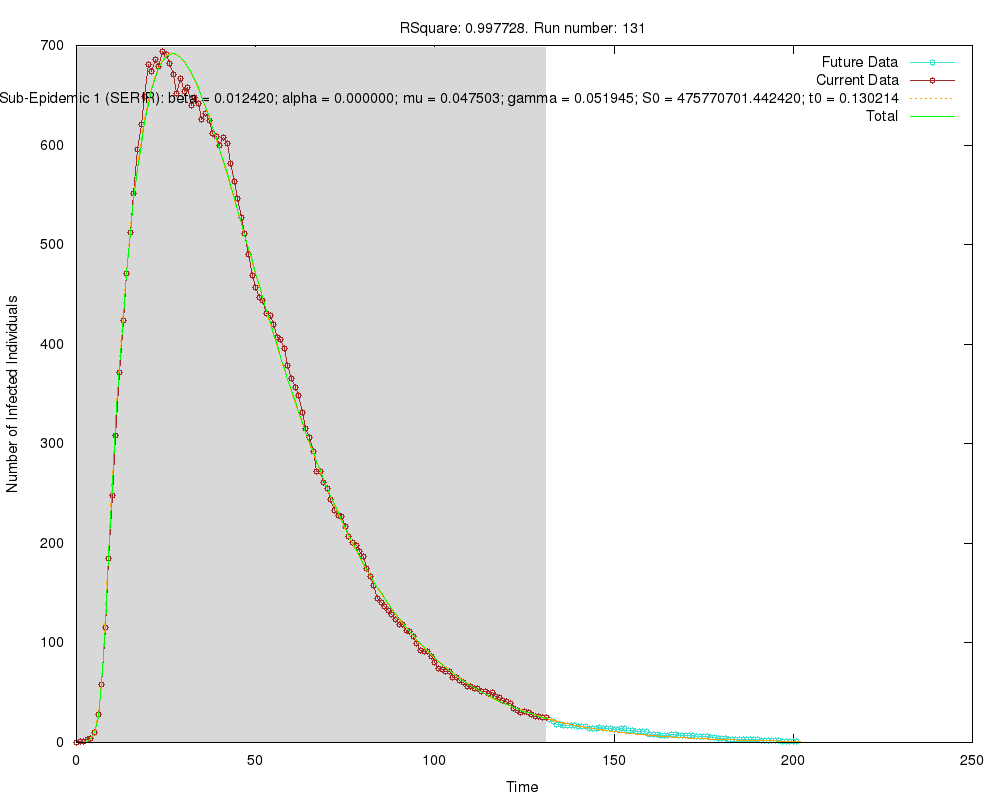 RSquare: 0.997728. Run number: 131
700
600
500
400
300
200
100
0
Number of Infected Individuals
Future Data
Current Data
Sub-Epidemic 1 (SERIR): beta = 0.012420; alpha = 0.000000; mu = 0.047503; gamma = 0.051945; S0 = 475770701.442420; t0 = 0.130214
Total
0 50 100 150 200 250
Time